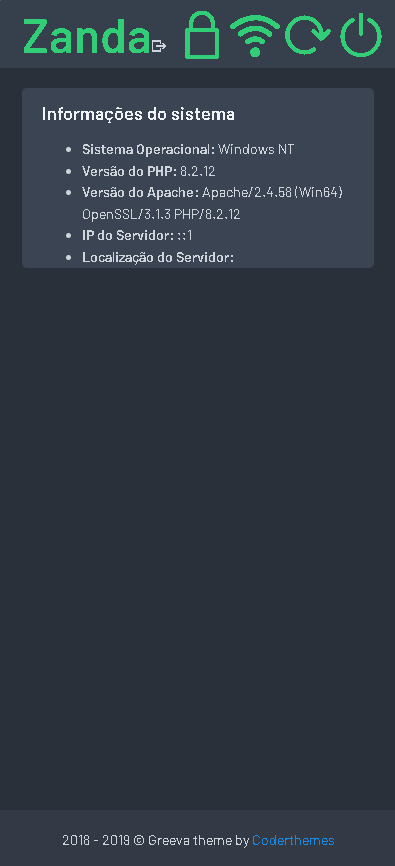 Zanda
Informações do sistema
Sistema Operacional: Windows NT
Versão do PHP: 8.2.12
Versão do Apache: Apache/2.4.58 (Win64)
OpenSSL/3.1.3 PHP/8.2.12
IP do Servidor: ::1
Localização do Servidor:
2018 - 2019 © Greeva theme by Coderthemes